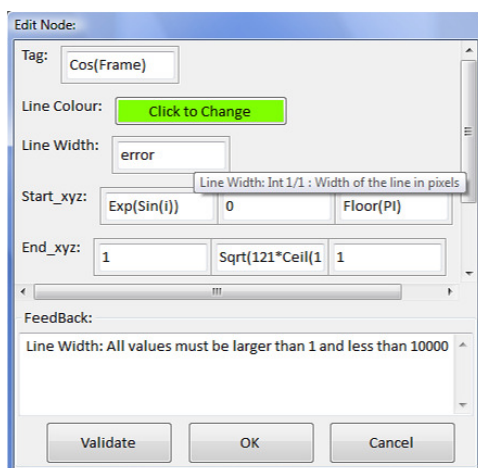 Edit Node:
Tag: Cos(Frame)
Line Colour: Click to Change
Line Width: error
Line Width: Int 1/1 : Width of the line in pixels
Start_xyz: Exp(Sin(i)) 0 Floor(PI)
End_xyz: 1 Sqrt(121*Ceil(1 1
FeedBack:
Line Width: All values must be larger than 1 and less than 10000
Validate OK Cancel